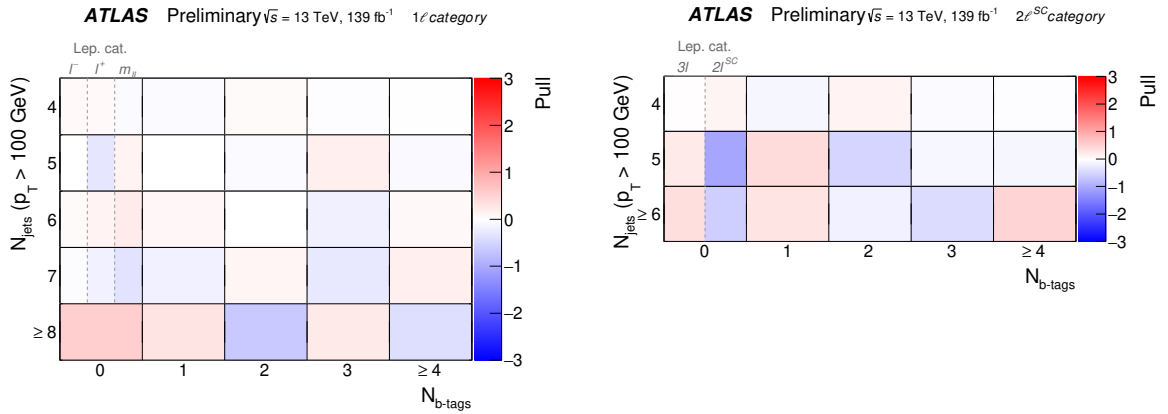 ATLAS Preliminary √s = 13 TeV, 139 fb⁻¹ 1ℓ category
Lep. cat.
l⁻ l⁺ m_ll
N_jets (p_T > 100 GeV)
4
5
6
7
≥ 8
0 1 2 3 ≥ 4
N_b-tags
3
2
1
0
−1
−2
−3
Pull
ATLAS Preliminary √s = 13 TeV, 139 fb⁻¹ 2ℓ^SC category
Lep. cat.
3l 2l^SC
N_jets (p_T > 100 GeV)
4
5
≥ 6
0 1 2 3 ≥ 4
N_b-tags
3
2
1
0
−1
−2
−3
Pull